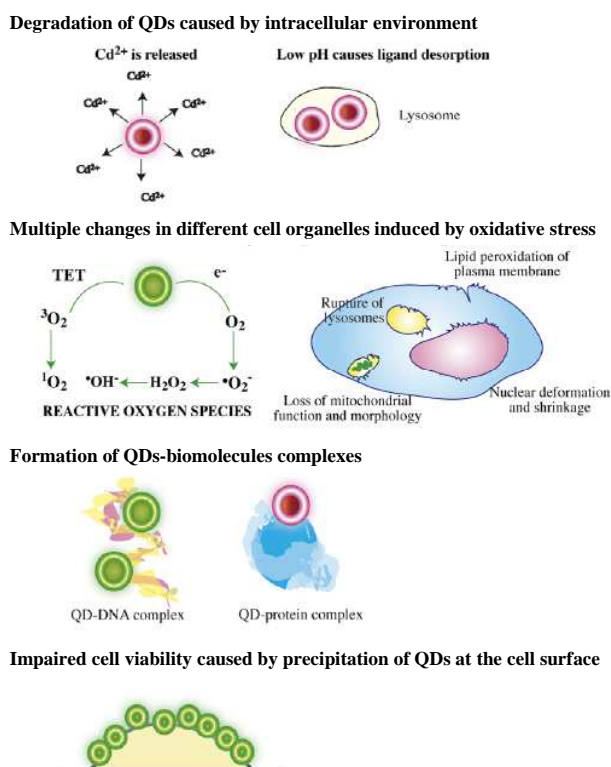 Degradation of QDs caused by intracellular environment
Cd²⁺ is released
Low pH causes ligand desorption
Cd²⁺
Cd²⁺
Cd²⁺
Cd²⁺
Cd²⁺
Cd²⁺
Lysosome
Multiple changes in different cell organelles induced by oxidative stress
TET
e⁻
³O₂
O₂
¹O₂
•OH⁻
H₂O₂
•O₂⁻
REACTIVE OXYGEN SPECIES
Lipid peroxidation of
plasma membrane
Rupture of
lysosomes
Loss of mitochondrial
function and morphology
Nuclear deformation
and shrinkage
Formation of QDs-biomolecules complexes
QD-DNA complex
QD-protein complex
Impaired cell viability caused by precipitation of QDs at the cell surface